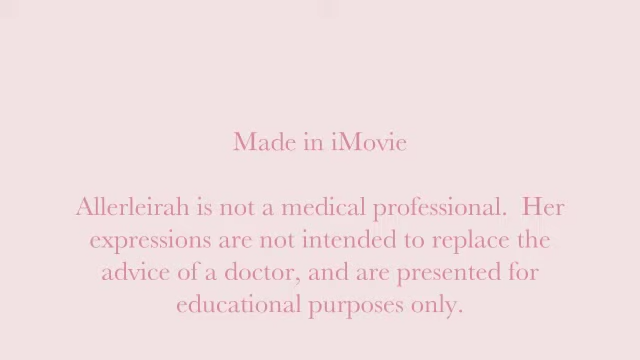 Made in iMovie
Allerleirah is not a medical professional.  Her
expressions are not intended to replace the
advice of a doctor, and are presented for
educational purposes only.